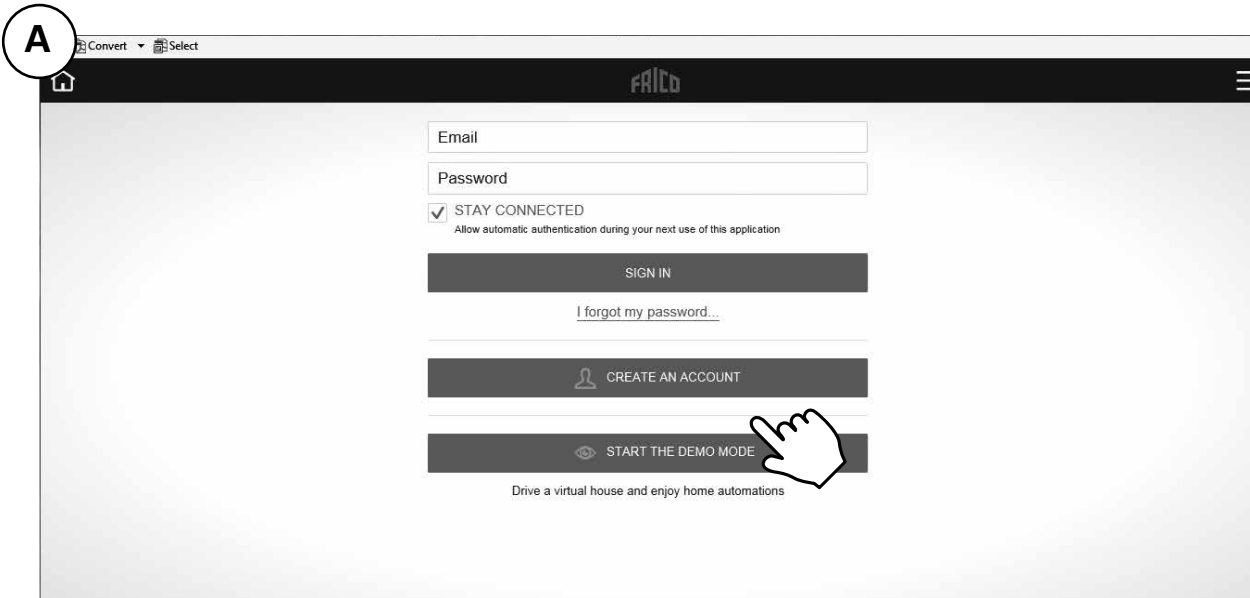 A
Convert Select
FRICO
Email
Password
STAY CONNECTED
Allow automatic authentication during your next use of this application
SIGN IN
I forgot my password...
CREATE AN ACCOUNT
START THE DEMO MODE
Drive a virtual house and enjoy home automations